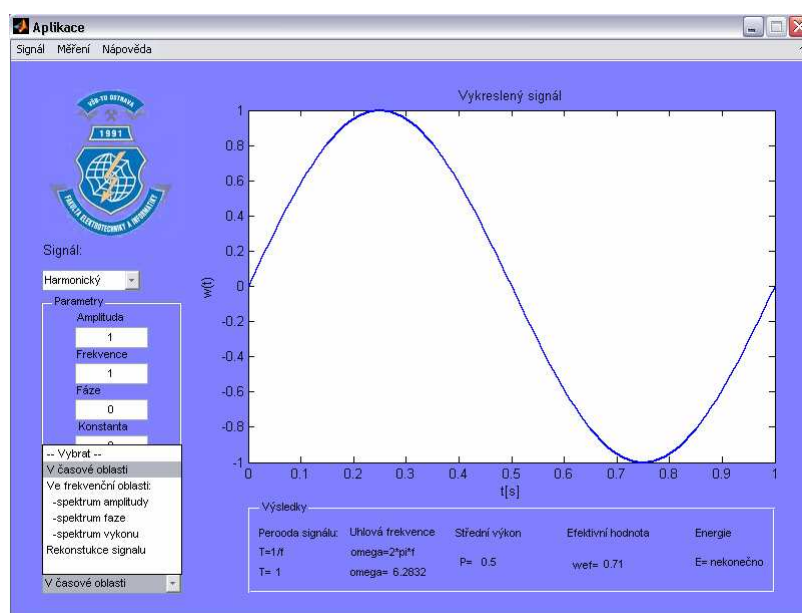 Aplikace
Signál Měření Nápověda
VŠB-TU OSTRAVA
1991
FAKULTA ELEKTROTECHNIKY A INFORMATIKY
Signál:
Harmonický
Parametry
Amplituda
1
Frekvence
1
Fáze
0
Konstanta
-- Vybrat --
V časové oblasti
Ve frekvenční oblasti:
-spektrum amplitudy
-spektrum faze
-spektrum vykonu
Rekonstukce signalu
V časové oblasti
Vykreslený signál
1
0.8
0.6
0.4
0.2
0
-0.2
-0.4
-0.6
-0.8
-1
w(t)
0 0.1 0.2 0.3 0.4 0.5 0.6 0.7 0.8 0.9 1
t[s]
Výsledky
Perooda signálu: Uhlová frekvence Střední výkon Efektivní hodnota Energie
T=1/f omega=2*pi*f
P= 0.5 wef= 0.71 E= nekonečno
T= 1 omega= 6.2832